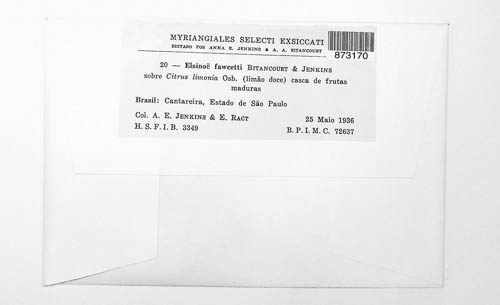 MYRIANGIALES SELECTI EXSICCATI
EDITADO POR ANNA E. JENKINS & A. A. BITANCOURT
873170
20 — Elsinoë fawcetti BITANCOURT & JENKINS
sobre Citrus limonia Osb. (limão doce) casca de frutas
maduras
Brasil: Cantareira, Estado de São Paulo
Col. A. E. JENKINS & E. RACT 25 Maio 1936
H. S. F. I. B. 3349 B. P. I. M. C. 72637